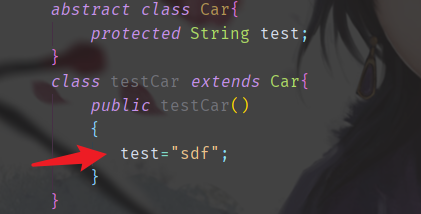 abstract class Car{
    protected String test;
}
class testCar extends Car{
    public testCar()
    {
        test="sdf";
    }
}